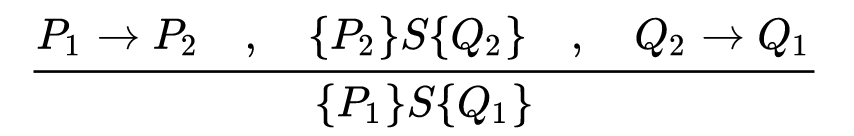 P₁ → P₂ , {P₂}S{Q₂} , Q₂ → Q₁
{P₁}S{Q₁}